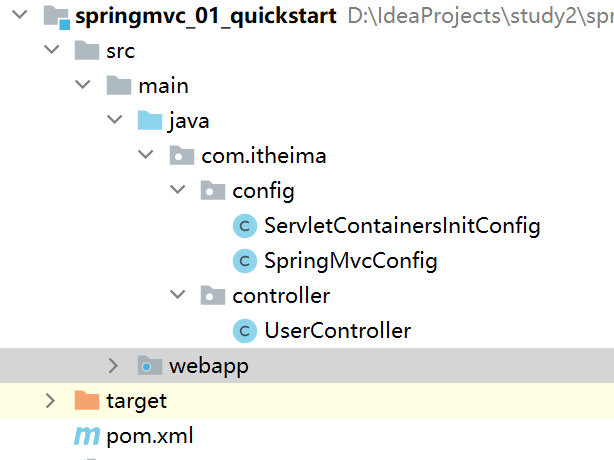 springmvc_01_quickstart D:\IdeaProjects\study2\spr
src
main
java
com.itheima
config
C ServletContainersInitConfig
C SpringMvcConfig
controller
C UserController
webapp
target
m pom.xml